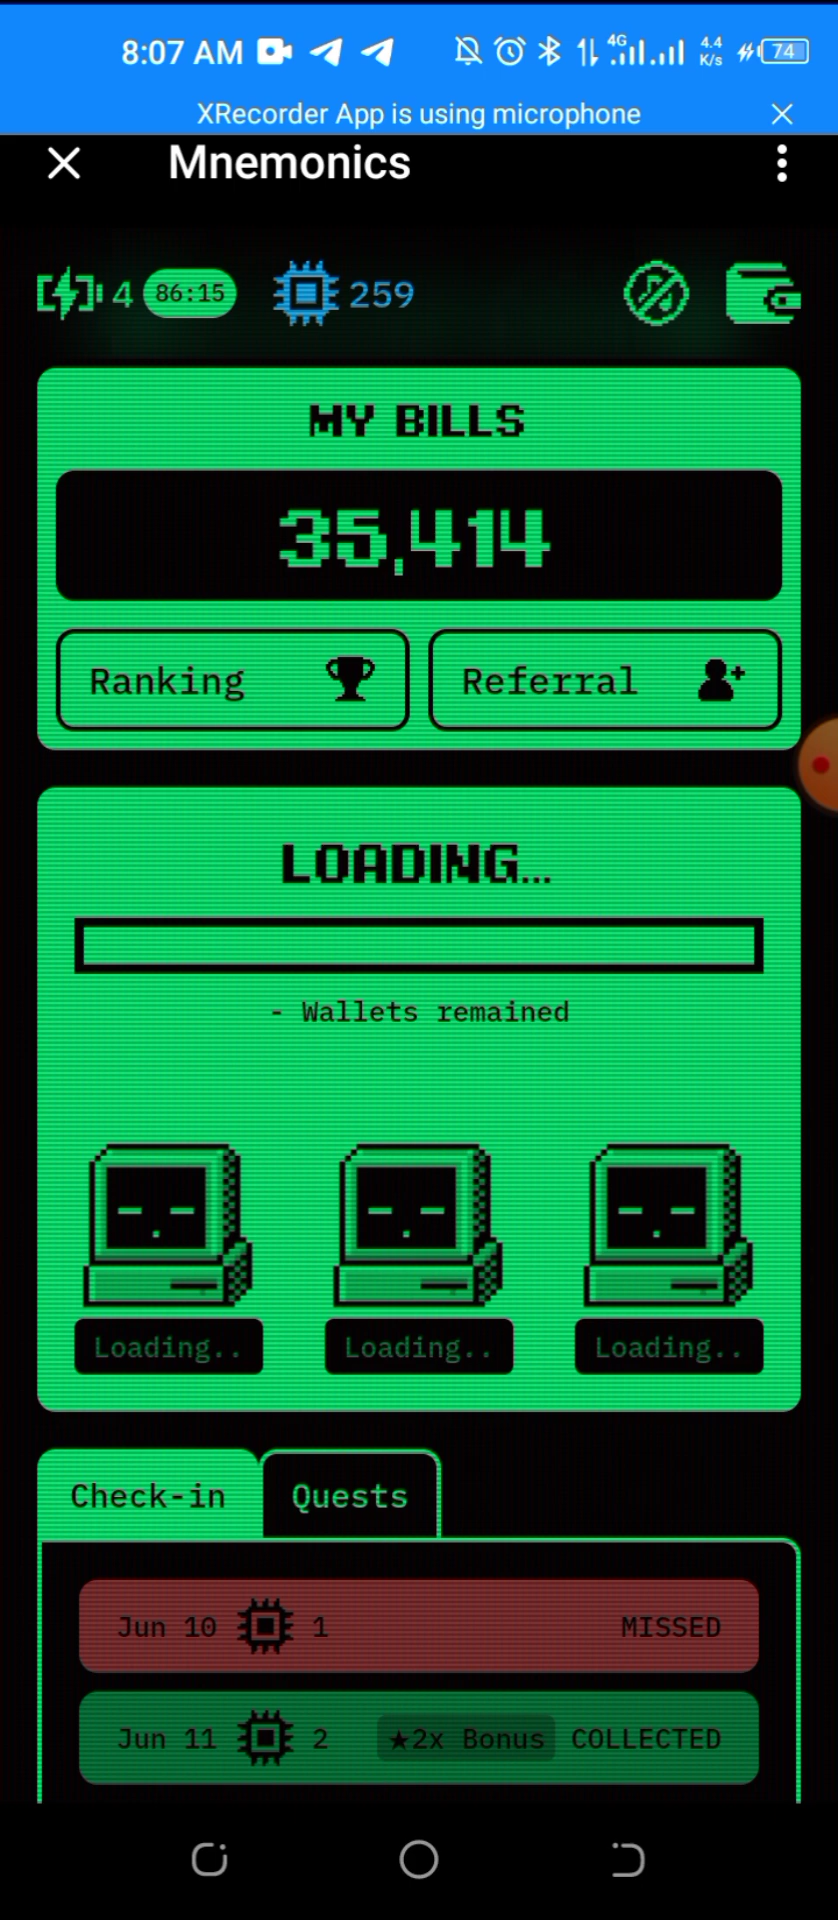 8:07 AM 4G 4.4 K/s 74
XRecorder App is using microphone
Mnemonics
4 86:15 259
MY BILLS
35,414
Ranking Referral
LOADING...
- Wallets remained
Loading.. Loading.. Loading..
Check-in Quests
Jun 10 1 MISSED
Jun 11 2 ★2x Bonus COLLECTED